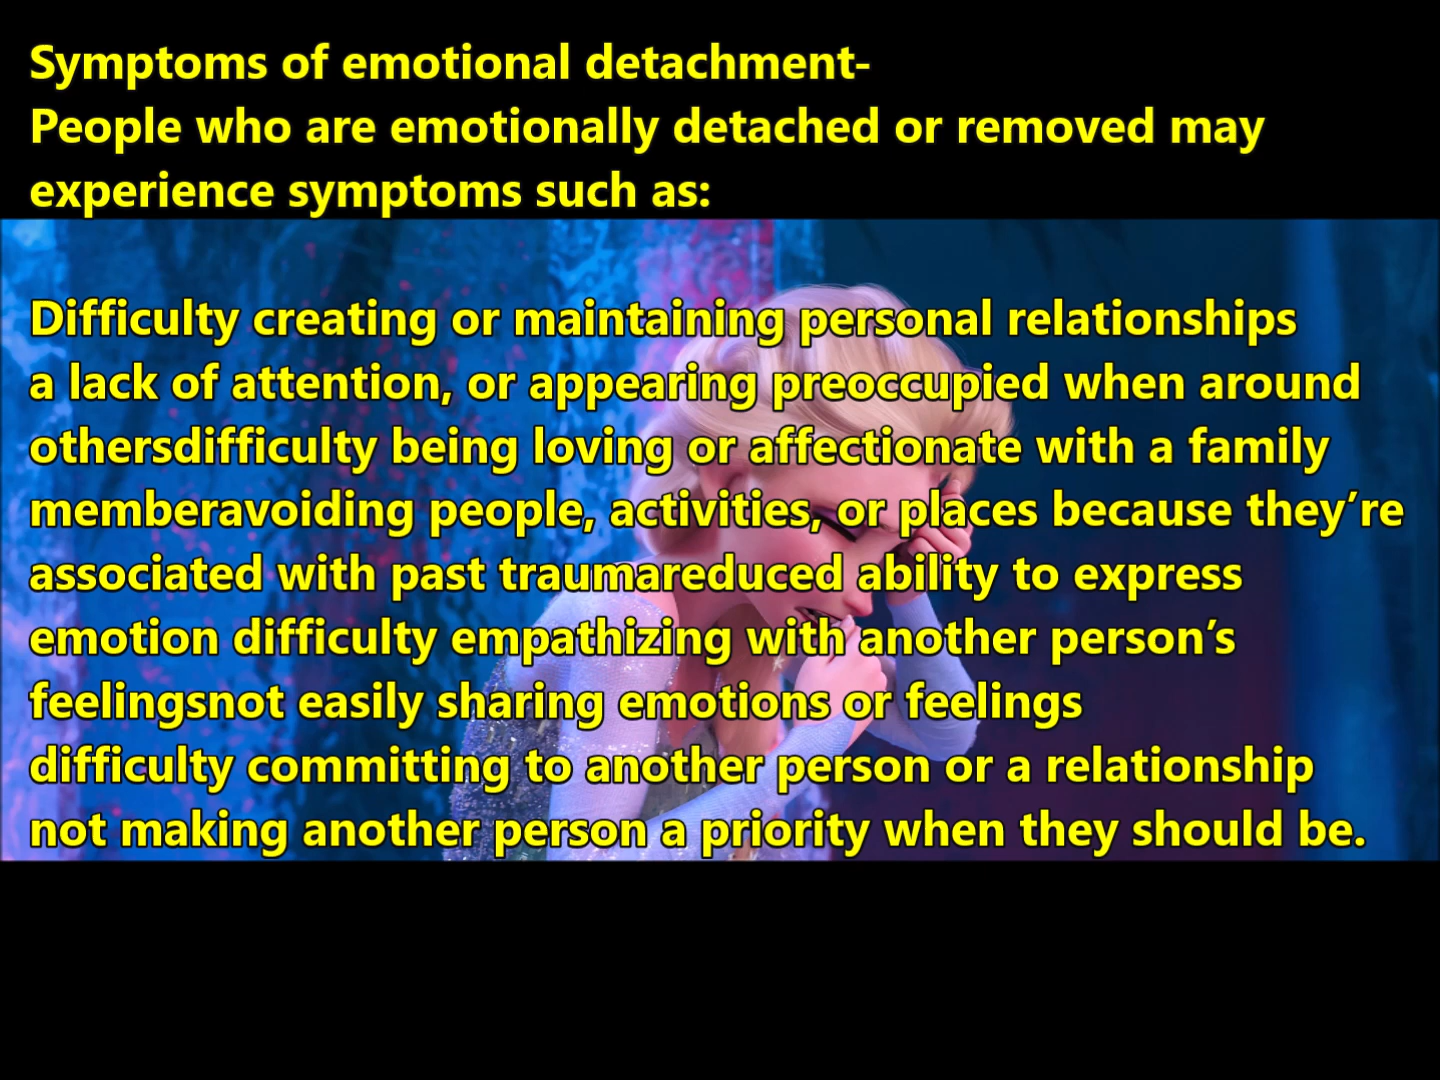 Symptoms of emotional detachment-
People who are emotionally detached or removed may
experience symptoms such as:
Difficulty creating or maintaining personal relationships
a lack of attention, or appearing preoccupied when around
othersdifficulty being loving or affectionate with a family
memberavoiding people, activities, or places because they’re
associated with past traumareduced ability to express
emotion difficulty empathizing with another person’s
feelingsnot easily sharing emotions or feelings
difficulty committing to another person or a relationship
not making another person a priority when they should be.